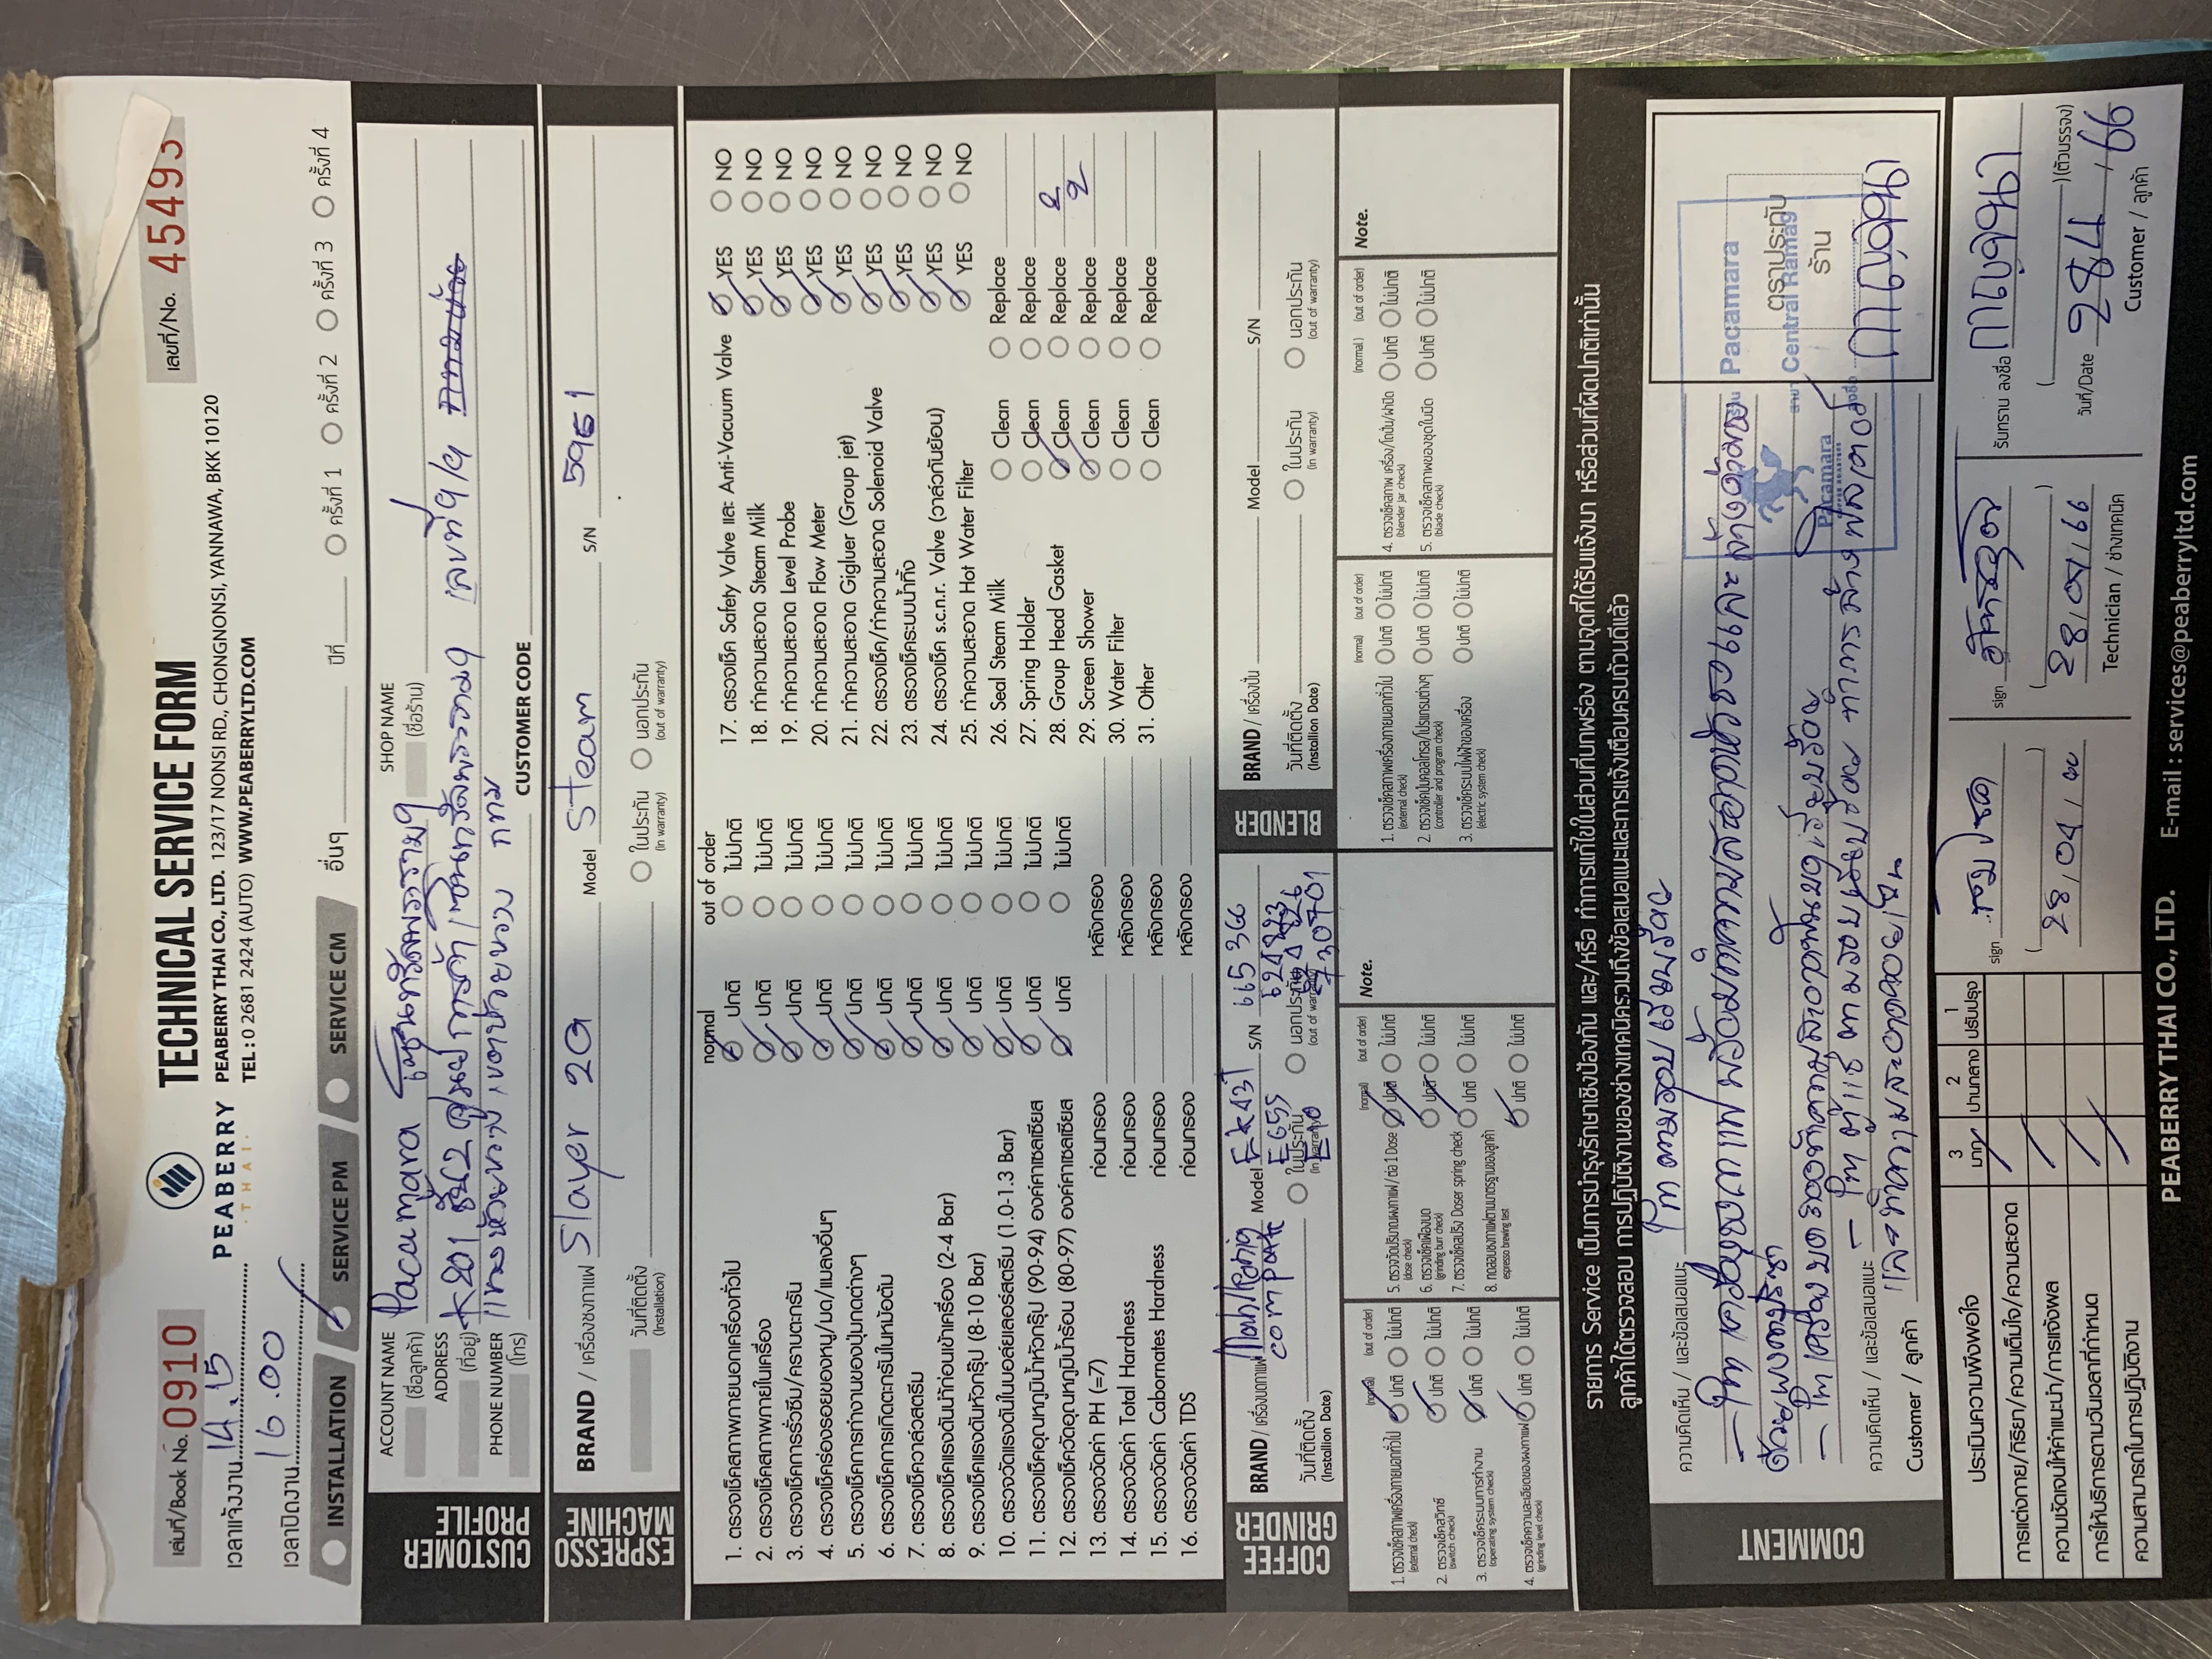 เล่มที่/Book No. 0910
PEABERRY
THAI
TECHNICAL SERVICE FORM
เลขที่/No. 45493
PEABERRY THAI CO., LTD. 123/17 NONSI RD., CHONGNONSI, YANNAWA, BKK 10120
TEL : 0 2681 2424 (AUTO) WWW.PEABERRYLTD.COM
เวลาแจ้งงาน 14.15
เวลาปิดงาน 16.00
INSTALLATION SERVICE PM SERVICE CM อื่นๆ ปีที่ ครั้งที่ 1 ครั้งที่ 2 ครั้งที่ 3 ครั้งที่ 4
CUSTOMER PROFILE
ACCOUNT NAME (ชื่อลูกค้า) Pacamara เซ็นทรัลพระราม9 SHOP NAME (ชื่อร้าน)
ADDRESS (ที่อยู่) 201 ชั้น2 ศูนย์การค้าเซ็นทรัลพระราม9 เลขที่ 9/9
PHONE NUMBER (โทร) แขวงห้วยขวาง เขตห้วยขวาง กทม CUSTOMER CODE
ESPRESSO MACHINE
BRAND / เครื่องชงกาแฟ Slayer 2G Model Steam S/N 5961
วันที่ติดตั้ง (Installation) ในประกัน (in warranty) นอกประกัน (out of warranty)
normal out of order
1. ตรวจเช็คสภาพภายนอกเครื่องทั่วไป ปกติ ไม่ปกติ
2. ตรวจเช็คสภาพภายในเครื่อง ปกติ ไม่ปกติ
3. ตรวจเช็คการรั่วซึม/คราบตะกรัน ปกติ ไม่ปกติ
4. ตรวจเช็คร่องรอยของหนู/มด/แมลงอื่นๆ ปกติ ไม่ปกติ
5. ตรวจเช็คการทำงานของปุ่มกดต่างๆ ปกติ ไม่ปกติ
6. ตรวจเช็คการเกิดตะกรันในหม้อต้ม ปกติ ไม่ปกติ
7. ตรวจเช็ควาล์วสตรีม ปกติ ไม่ปกติ
8. ตรวจเช็คแรงดันน้ำก่อนเข้าเครื่อง (2-4 Bar) ปกติ ไม่ปกติ
9. ตรวจเช็คแรงดันหัวกรุ๊ป (8-10 Bar) ปกติ ไม่ปกติ
10. ตรวจวัดแรงดันในบอล์ยเลอร์สตรีม (1.0-1.3 Bar) ปกติ ไม่ปกติ
11. ตรวจเช็คอุณหภูมิน้ำหัวกรุ๊ป (90-94) องค์ศาเซลเซียส ปกติ ไม่ปกติ
12. ตรวจเช็ควัดอุณหภูมิน้ำร้อน (80-97) องค์ศาเซลเซียส ปกติ ไม่ปกติ
13. ตรวจวัดค่า PH (=7) ก่อนกรอง หลังกรอง
14. ตรวจวัดค่า Total Hardness ก่อนกรอง หลังกรอง
15. ตรวจวัดค่า Cabornates Hardness ก่อนกรอง หลังกรอง
16. ตรวจวัดค่า TDS ก่อนกรอง หลังกรอง
17. ตรวจเช็ค Safety Valve และ Anti-Vacuum Valve YES NO
18. ทำความสะอาด Steam Milk YES NO
19. ทำความสะอาด Level Probe YES NO
20. ทำความสะอาด Flow Meter YES NO
21. ทำความสะอาด Gigluer (Group jet) YES NO
22. ตรวจเช็ค/ทำความสะอาด Solenoid Valve YES NO
23. ตรวจเช็คระบบน้ำทิ้ง YES NO
24. ตรวจเช็ค s.c.n.r. Valve (วาล์วกันย้อน) YES NO
25. ทำความสะอาด Hot Water Filter YES NO
26. Seal Steam Milk Clean Replace
27. Spring Holder Clean Replace
28. Group Head Gasket Clean Replace 2
29. Screen Shower Clean Replace 2
30. Water Filter Clean Replace
31. Other Clean Replace
COFFEE GRINDER
BRAND / เครื่องบดกาแฟ Model EK43T S/N 665366
E65S 624823
วันที่ติดตั้ง (Installion Date) ในประกัน (in warranty) นอกประกัน (out of warranty)
E10 730701
BLENDER
BRAND / เครื่องปั่น Model S/N
วันที่ติดตั้ง (Installion Date) ในประกัน (in warranty) นอกประกัน (out of warranty)
(normal) (out of order)
1. ตรวจเช็คสภาพเครื่องภายนอกทั่วไป (external check) ปกติ ไม่ปกติ
2. ตรวจเช็คสวิทซ์ (switch check) ปกติ ไม่ปกติ
3. ตรวจเช็คระบบการทำงาน (operating system check) ปกติ ไม่ปกติ
4. ตรวจเช็คความละเอียดของผงกาแฟ (grinding level check) ปกติ ไม่ปกติ
(normal) (out of order)
5. ตรวจวัดปริมาณผงกาแฟ / ต่อ 1 Dose (dose check) ปกติ ไม่ปกติ
6. ตรวจเช็คเฟืองบด (grinding burr check) ปกติ ไม่ปกติ
7. ตรวจเช็คสปริง Doser spring check ปกติ ไม่ปกติ
8. ทดสอบชงกาแฟตามมาตรฐานของลูกค้า espresso brewing test ปกติ ไม่ปกติ
Note.
(normal) (out of order)
1. ตรวจเช็คสภาพเครื่องภายนอกทั่วไป (external check) ปกติ ไม่ปกติ
2. ตรวจเช็คปุ่มคอลโทรล/โปรแกรมต่างๆ (controller and program check) ปกติ ไม่ปกติ
3. ตรวจเช็คระบบไฟฟ้าของเครื่อง (electric system check) ปกติ ไม่ปกติ
(normal ) (out of order)
4. ตรวจเช็คสภาพ เครื่อง/โถปั่น/ฝาปิด (blender jar check) ปกติ ไม่ปกติ
5. ตรวจเช็คสภาพของชุดใบมีด (blade check) ปกติ ไม่ปกติ
Note.
รายการ Service เป็นการบำรุงรักษาเชิงป้องกัน และ/หรือ ทำการแก้ไขในส่วนที่บกพร่อง ตามจุดที่ได้รับแจ้งมา หรือส่วนที่ผิดปกติเท่านั้น
ลูกค้าได้ตรวจสอบ การปฏิบัติงานของช่างเทคนิครวมถึงข้อเสนอแนะและการแจ้งเตือนครบถ้วนดีแล้ว
COMMENT
ความคิดเห็น / และข้อเสนอแนะ PM ตามรอบ เรียบร้อย
- PM เครื่องชงกาแฟ พร้อมทำความสะอาดหัวชงและ ล้างด้ามชง
- PM เครื่องบด ทำความสะอาดฟันบด เรียบร้อย
ความคิดเห็น / และข้อเสนอแนะ - PM ตู้แช่ ตามรอบเรียบร้อย ทำการล้างฟิลเตอร์
Customer / ลูกค้า และทำความสะอาดคอยเย็น
ร้าน Pacamara
สาขา Central Rama9
Pacamara
COFFEE ROASTERS
ลงชื่อ
ตราประทับ
ร้าน
กาญจนา
ประเมินความพึงพอใจ 3 มาก 2 ปานกลาง 1 ปรับปรุง
การแต่งกาย/กิริยา/ความเต็มใจ/ความสะอาด
ความชัดเจนให้คำแนะนำ/การแจ้งผล
การให้บริการตามวันเวลาที่กำหนด
ความสามารถในการปฏิบัติงาน
sign
28/04/66
sign
28/04/66
Technician / ช่างเทคนิค
รับทราบ ลงชื่อ กาญจนา
(ตัวบรรจง)
วันที่/Date 28/4/66
Customer / ลูกค้า
PEABERRY THAI CO., LTD. E-mail : services@peaberryltd.com